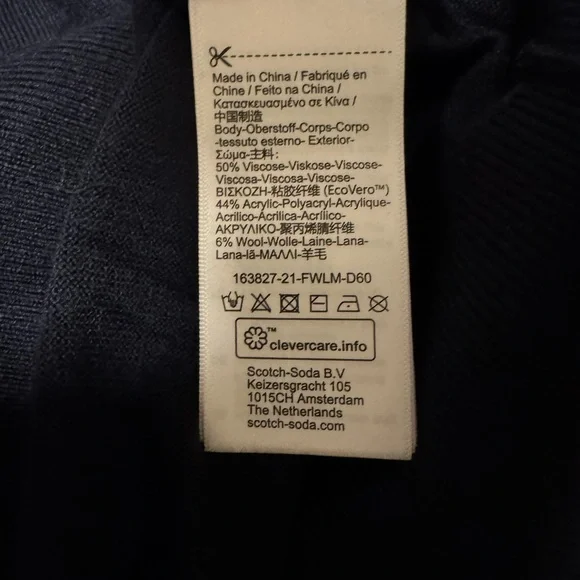 Made in China / Fabriqué en
Chine / Feito na China /
Κατασκευασμένο σε Κίνα /
中国制造
Body-Oberstoff-Corps-Corpo
-tessuto esterno- Exterior-
Σώμα-主料:
50% Viscose-Viskose-Viscose-
Viscosa-Viscosa-Viscose-
ΒΙΣΚΟΖΗ-粘胶纤维 (EcoVero™)
44% Acrylic-Polyacryl-Acrylique-
Acrilico-Acrílica-Acrílico-
ΑΚΡΥΛΙΚΟ-聚丙烯腈纤维
6% Wool-Wolle-Laine-Lana-
Lana-lã-ΜΑΛΛΙ-羊毛
163827-21-FWLM-D60
™ clevercare.info
Scotch-Soda B.V
Keizersgracht 105
1015CH Amsterdam
The Netherlands
scotch-soda.com